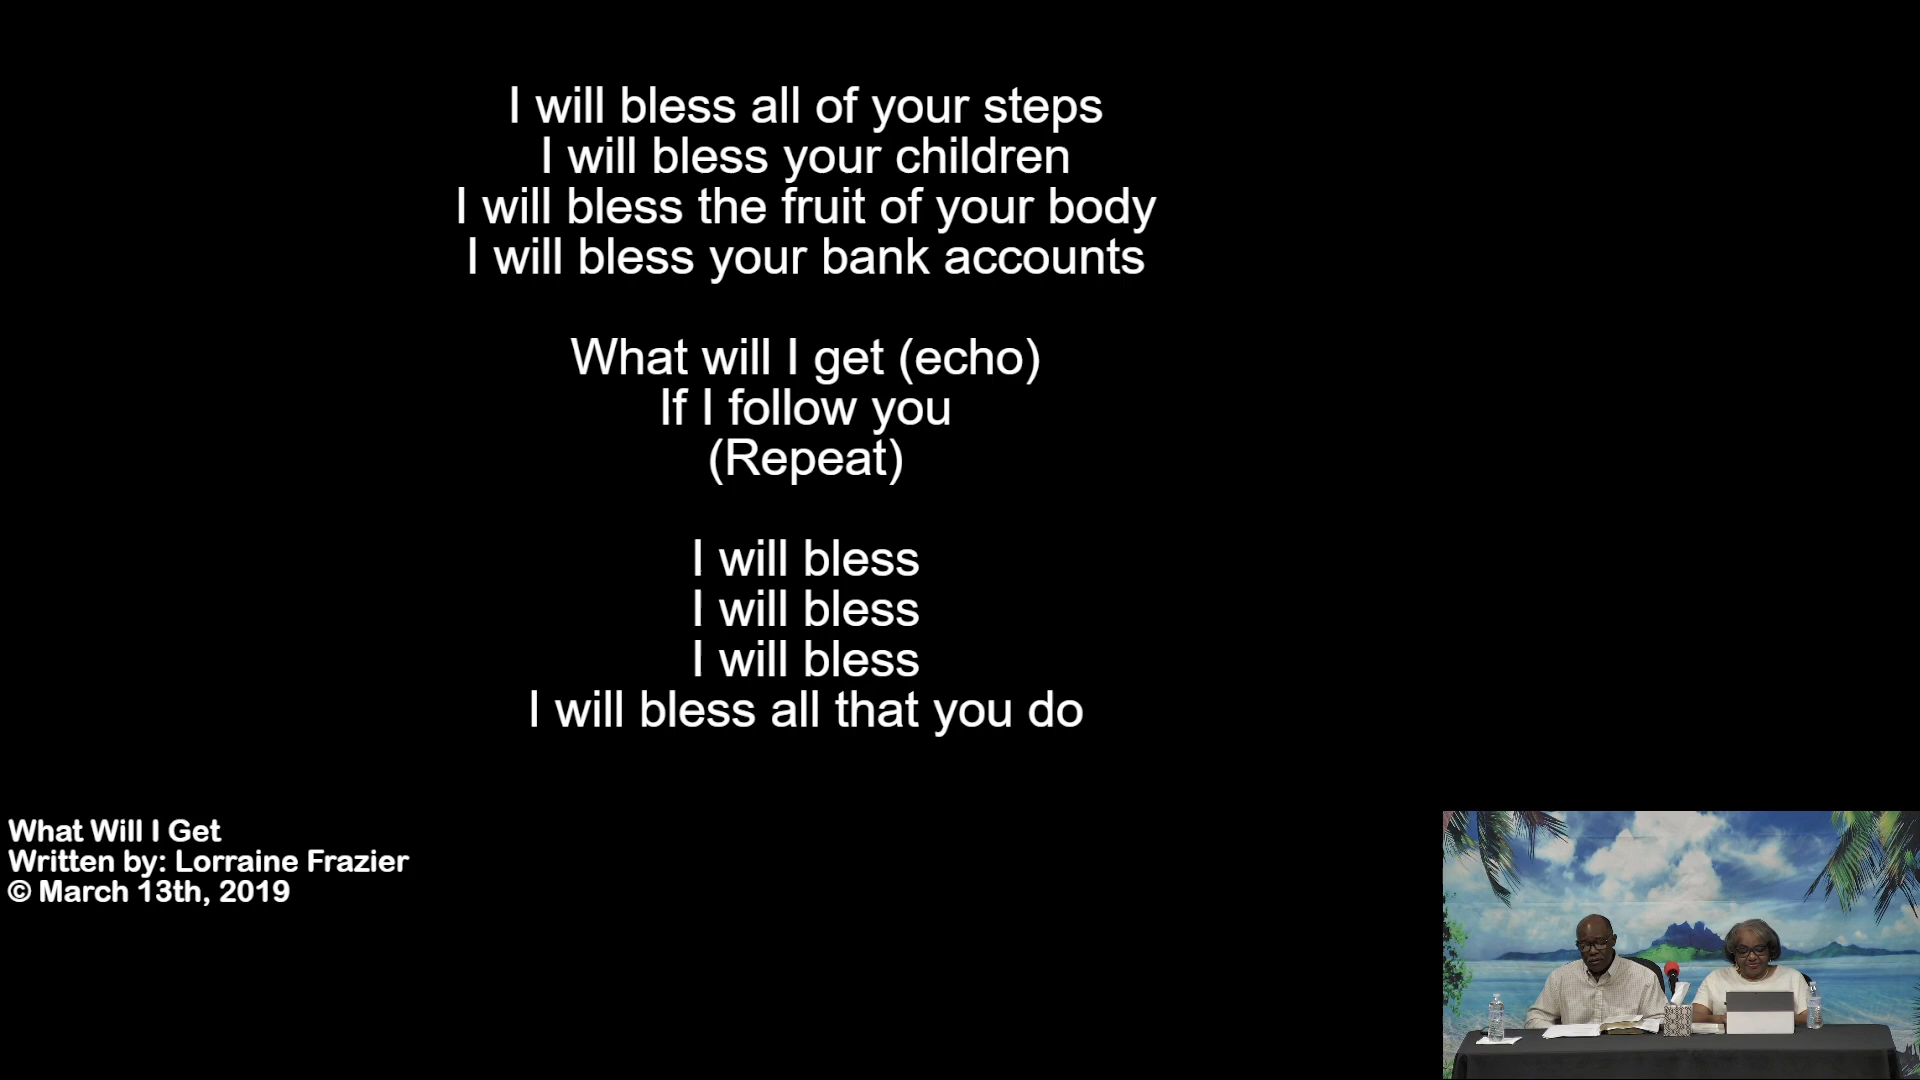 I will bless all of your steps
I will bless your children
I will bless the fruit of your body
I will bless your bank accounts
What will I get (echo)
If I follow you
(Repeat)
I will bless
I will bless
I will bless
I will bless all that you do
What Will I Get
Written by: Lorraine Frazier
© March 13th, 2019